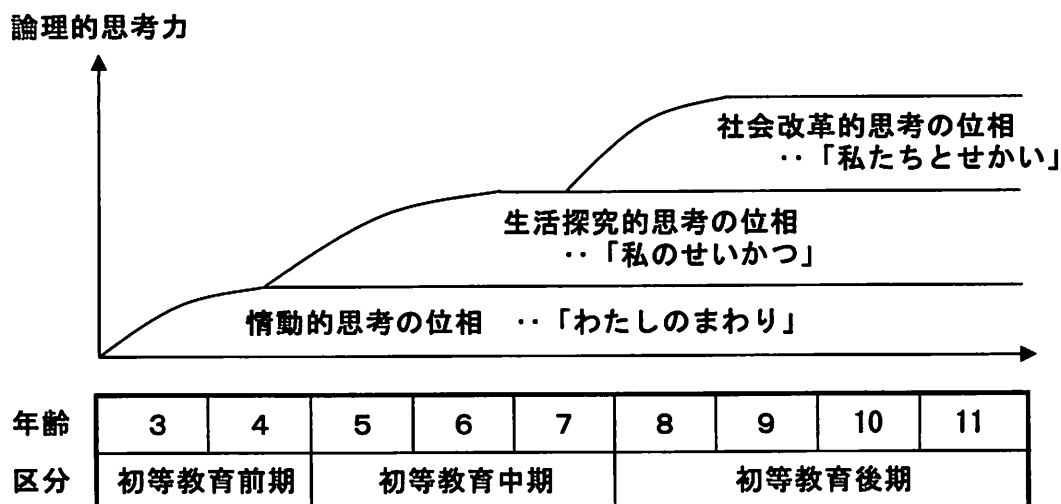 論理的思考力
社会改革的思考の位相
‥「私たちとせかい」
生活探究的思考の位相
‥「私のせいかつ」
情動的思考の位相 ‥「わたしのまわり」
年齢 3 4 5 6 7 8 9 10 11
区分 初等教育前期 初等教育中期 初等教育後期